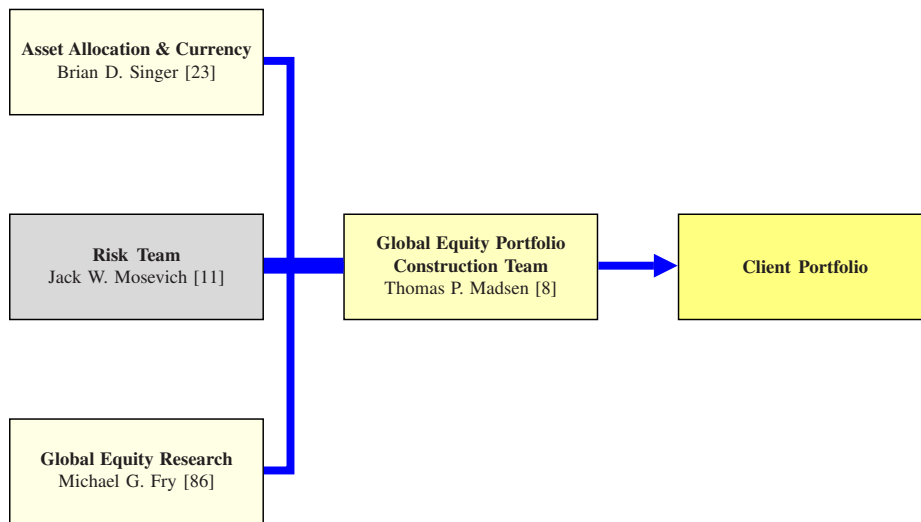 Asset Allocation & Currency
Brian D. Singer [23]
Risk Team
Jack W. Mosevich [11]
Global Equity Portfolio
Construction Team
Thomas P. Madsen [8]
Client Portfolio
Global Equity Research
Michael G. Fry [86]